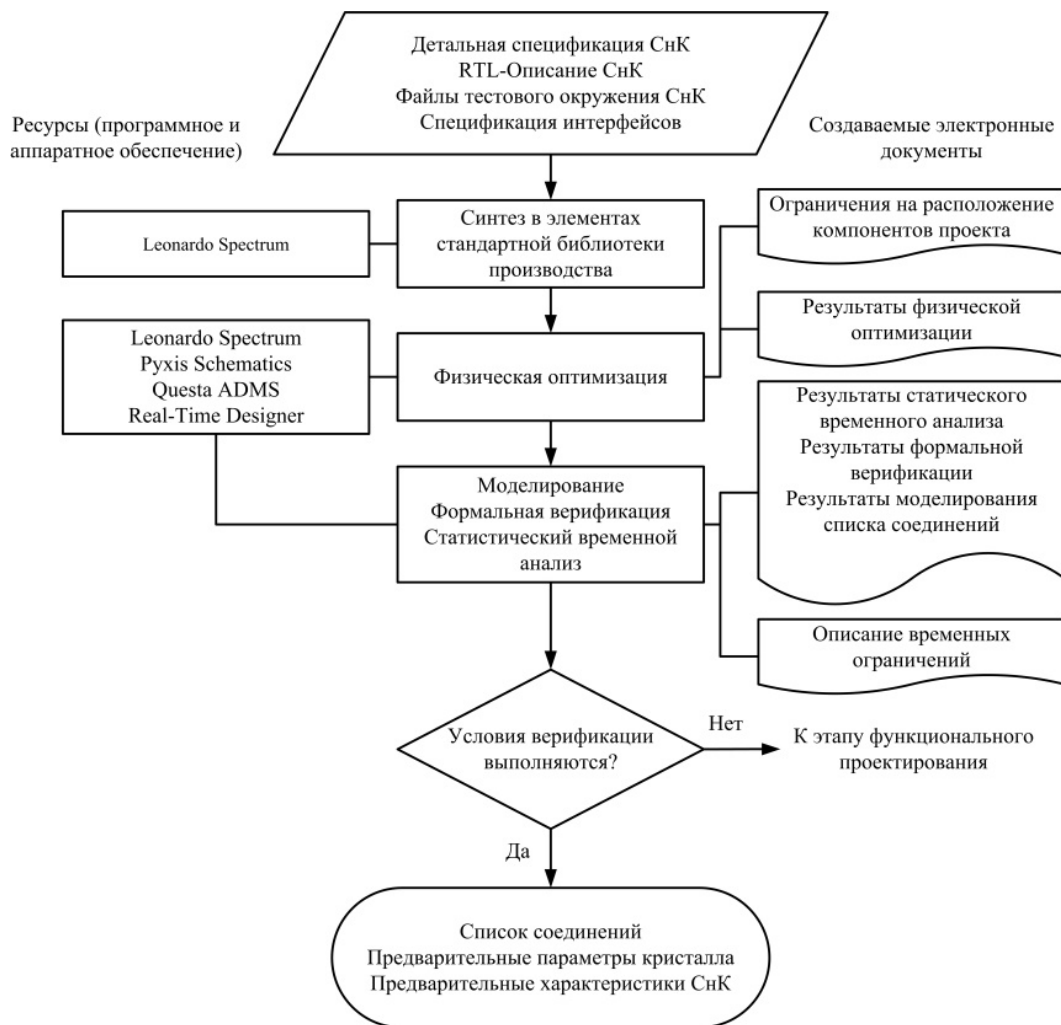 Детальная спецификация СнК
RTL-Описание СнК
Файлы тестового окружения СнК
Спецификация интерфейсов
Ресурсы (программное и
аппаратное обеспечение)
Создаваемые электронные
документы
Leonardo Spectrum
Синтез в элементах
стандартной библиотеки
производства
Ограничения на расположение
компонентов проекта
Leonardo Spectrum
Pyxis Schematics
Questa ADMS
Real-Time Designer
Физическая оптимизация
Результаты физической
оптимизации
Моделирование
Формальная верификация
Статистический временной
анализ
Результаты статического
временного анализа
Результаты формальной
верификации
Результаты моделирования
списка соединений
Описание временных
ограничений
Условия верификации
выполняются?
Нет
К этапу функционального
проектирования
Да
Список соединений
Предварительные параметры кристалла
Предварительные характеристики СнК